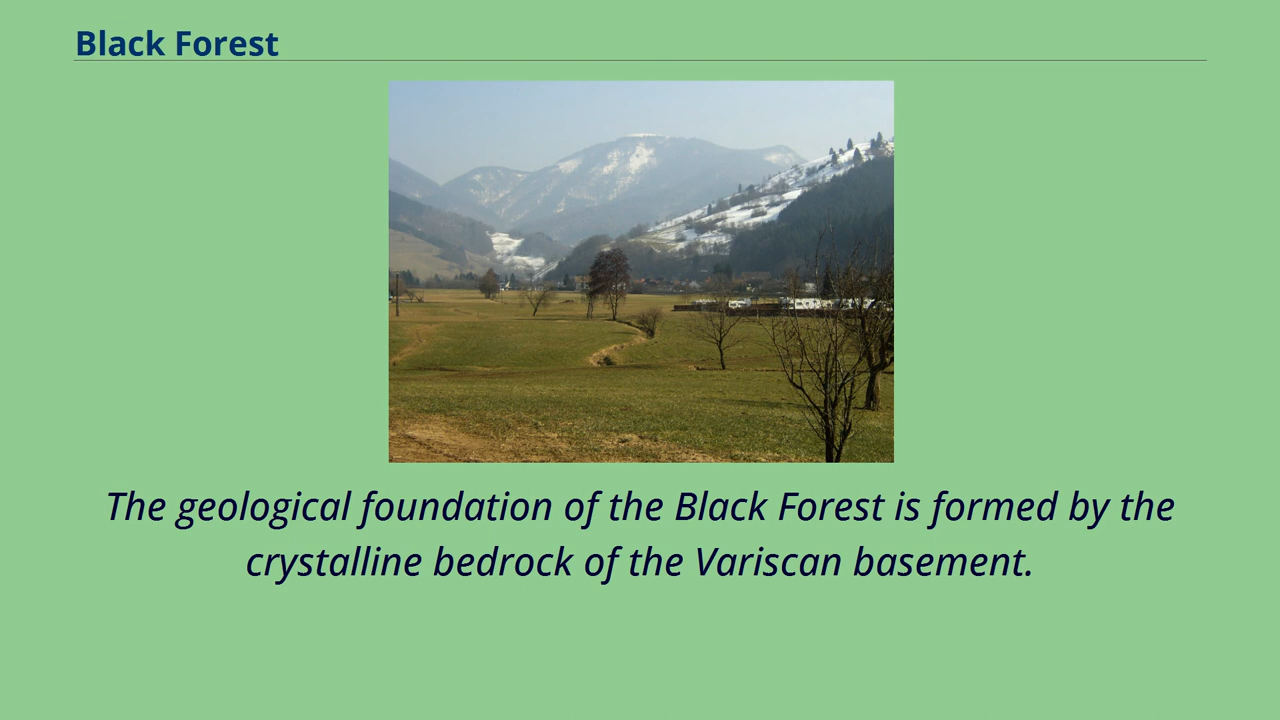 Black Forest
The geological foundation of the Black Forest is formed by the
crystalline bedrock of the Variscan basement.